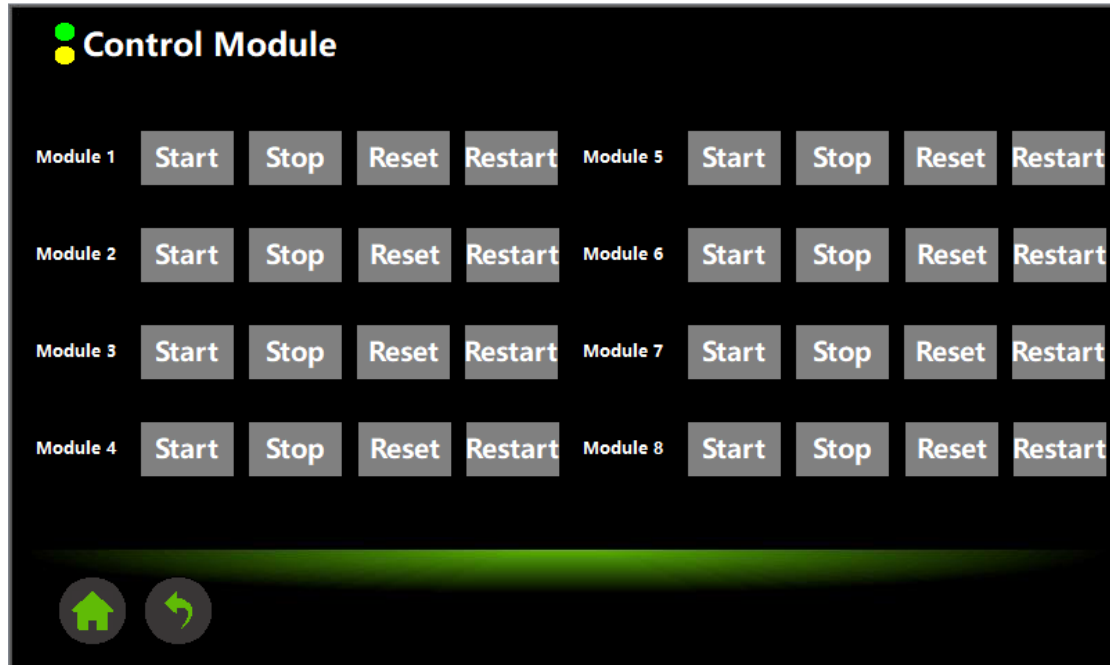 Control Module
Module 1 Start Stop Reset Restart Module 5 Start Stop Reset Restart
Module 2 Start Stop Reset Restart Module 6 Start Stop Reset Restart
Module 3 Start Stop Reset Restart Module 7 Start Stop Reset Restart
Module 4 Start Stop Reset Restart Module 8 Start Stop Reset Restart